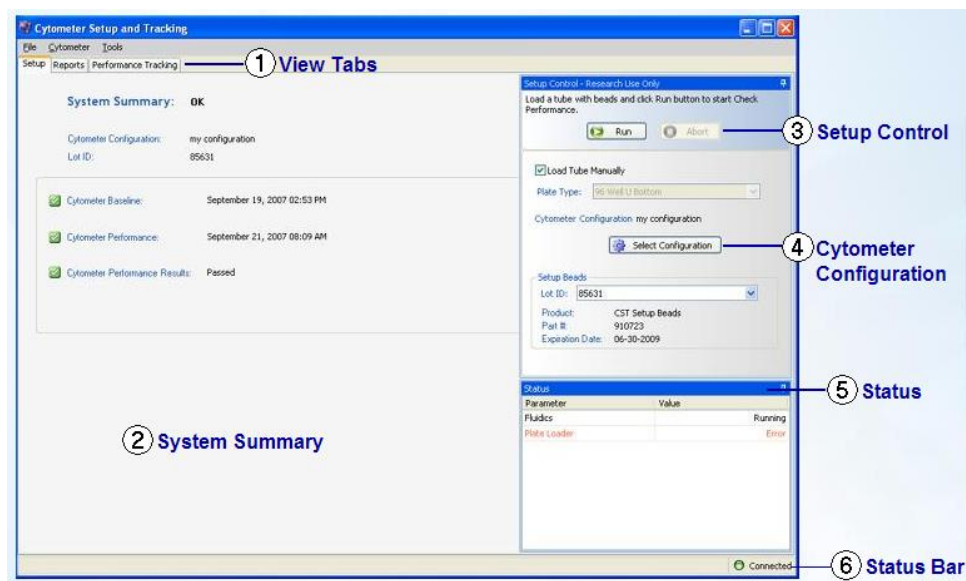 Cytometer Setup and Tracking
File Cytometer Tools
Setup Reports Performance Tracking
1 View Tabs
System Summary: OK
Cytometer Configuration: my configuration
Lot ID: 85631
Cytometer Baseline: September 19, 2007 02:53 PM
Cytometer Performance: September 21, 2007 08:09 AM
Cytometer Performance Results: Passed
2 System Summary
Setup Control - Research Use Only
Load a tube with beads and click Run button to start Check
Performance.
Run Abort
3 Setup Control
Load Tube Manually
Plate Type: 96 Well U Bottom
Cytometer Configuration my configuration
Select Configuration
4 Cytometer
Configuration
Setup Beads
Lot ID: 85631
Product: CST Setup Beads
Part #: 910723
Expiration Date: 06-30-2009
Status
5 Status
Parameter Value
Fluidics Running
Plate Loader Error
Connected
6 Status Bar